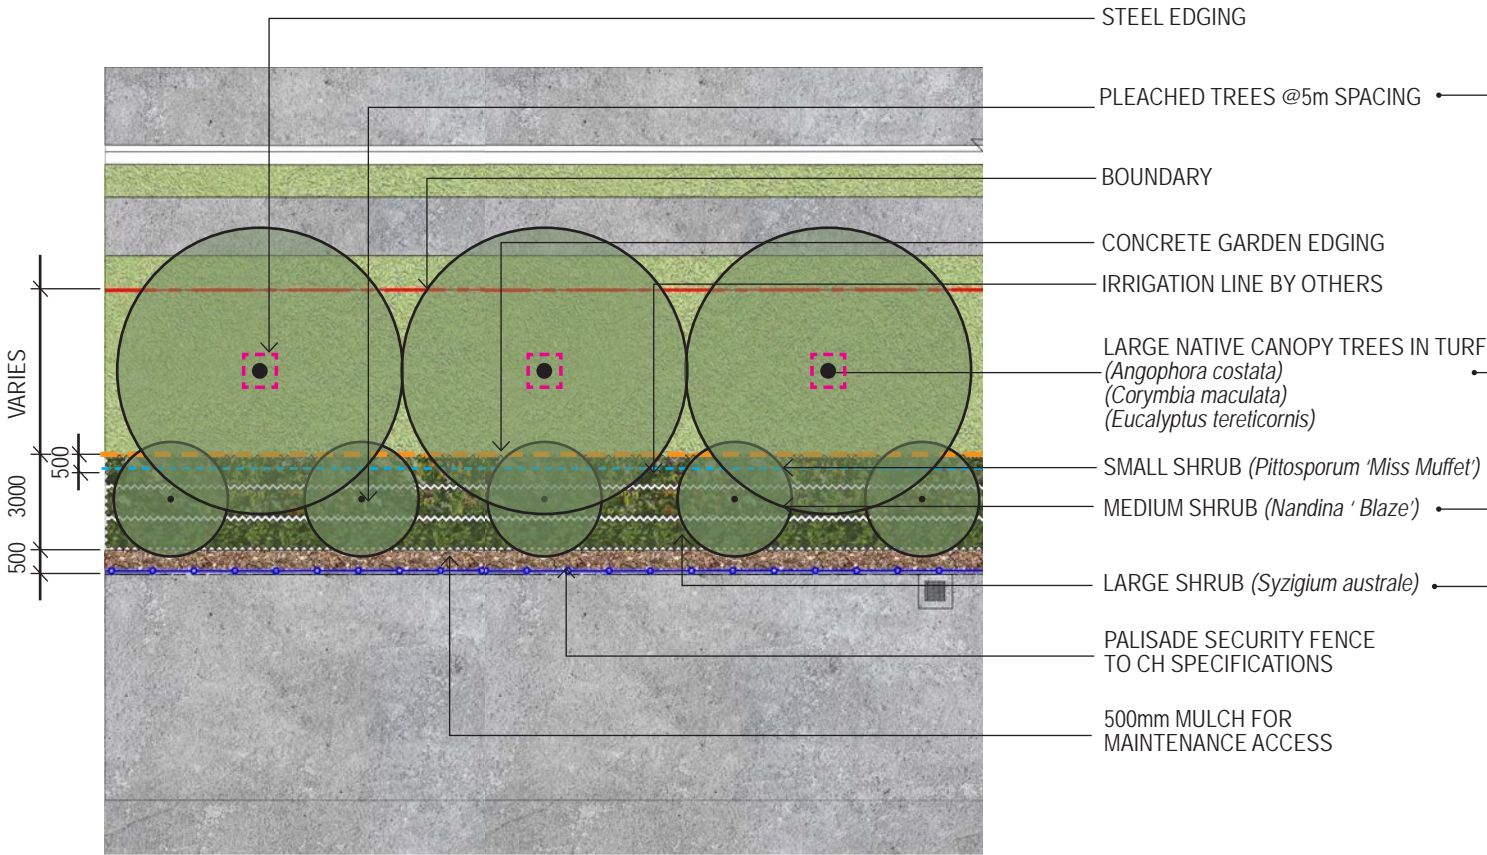 STEEL EDGING
PLEACHED TREES @5m SPACING
BOUNDARY
CONCRETE GARDEN EDGING
IRRIGATION LINE BY OTHERS
LARGE NATIVE CANOPY TREES IN TURF
(Angophora costata)
(Corymbia maculata)
(Eucalyptus tereticornis)
SMALL SHRUB (Pittosporum 'Miss Muffet')
MEDIUM SHRUB (Nandina ' Blaze')
LARGE SHRUB (Syzigium australe)
PALISADE SECURITY FENCE
TO CH SPECIFICATIONS
500mm MULCH FOR
MAINTENANCE ACCESS
VARIES
500
3000
500